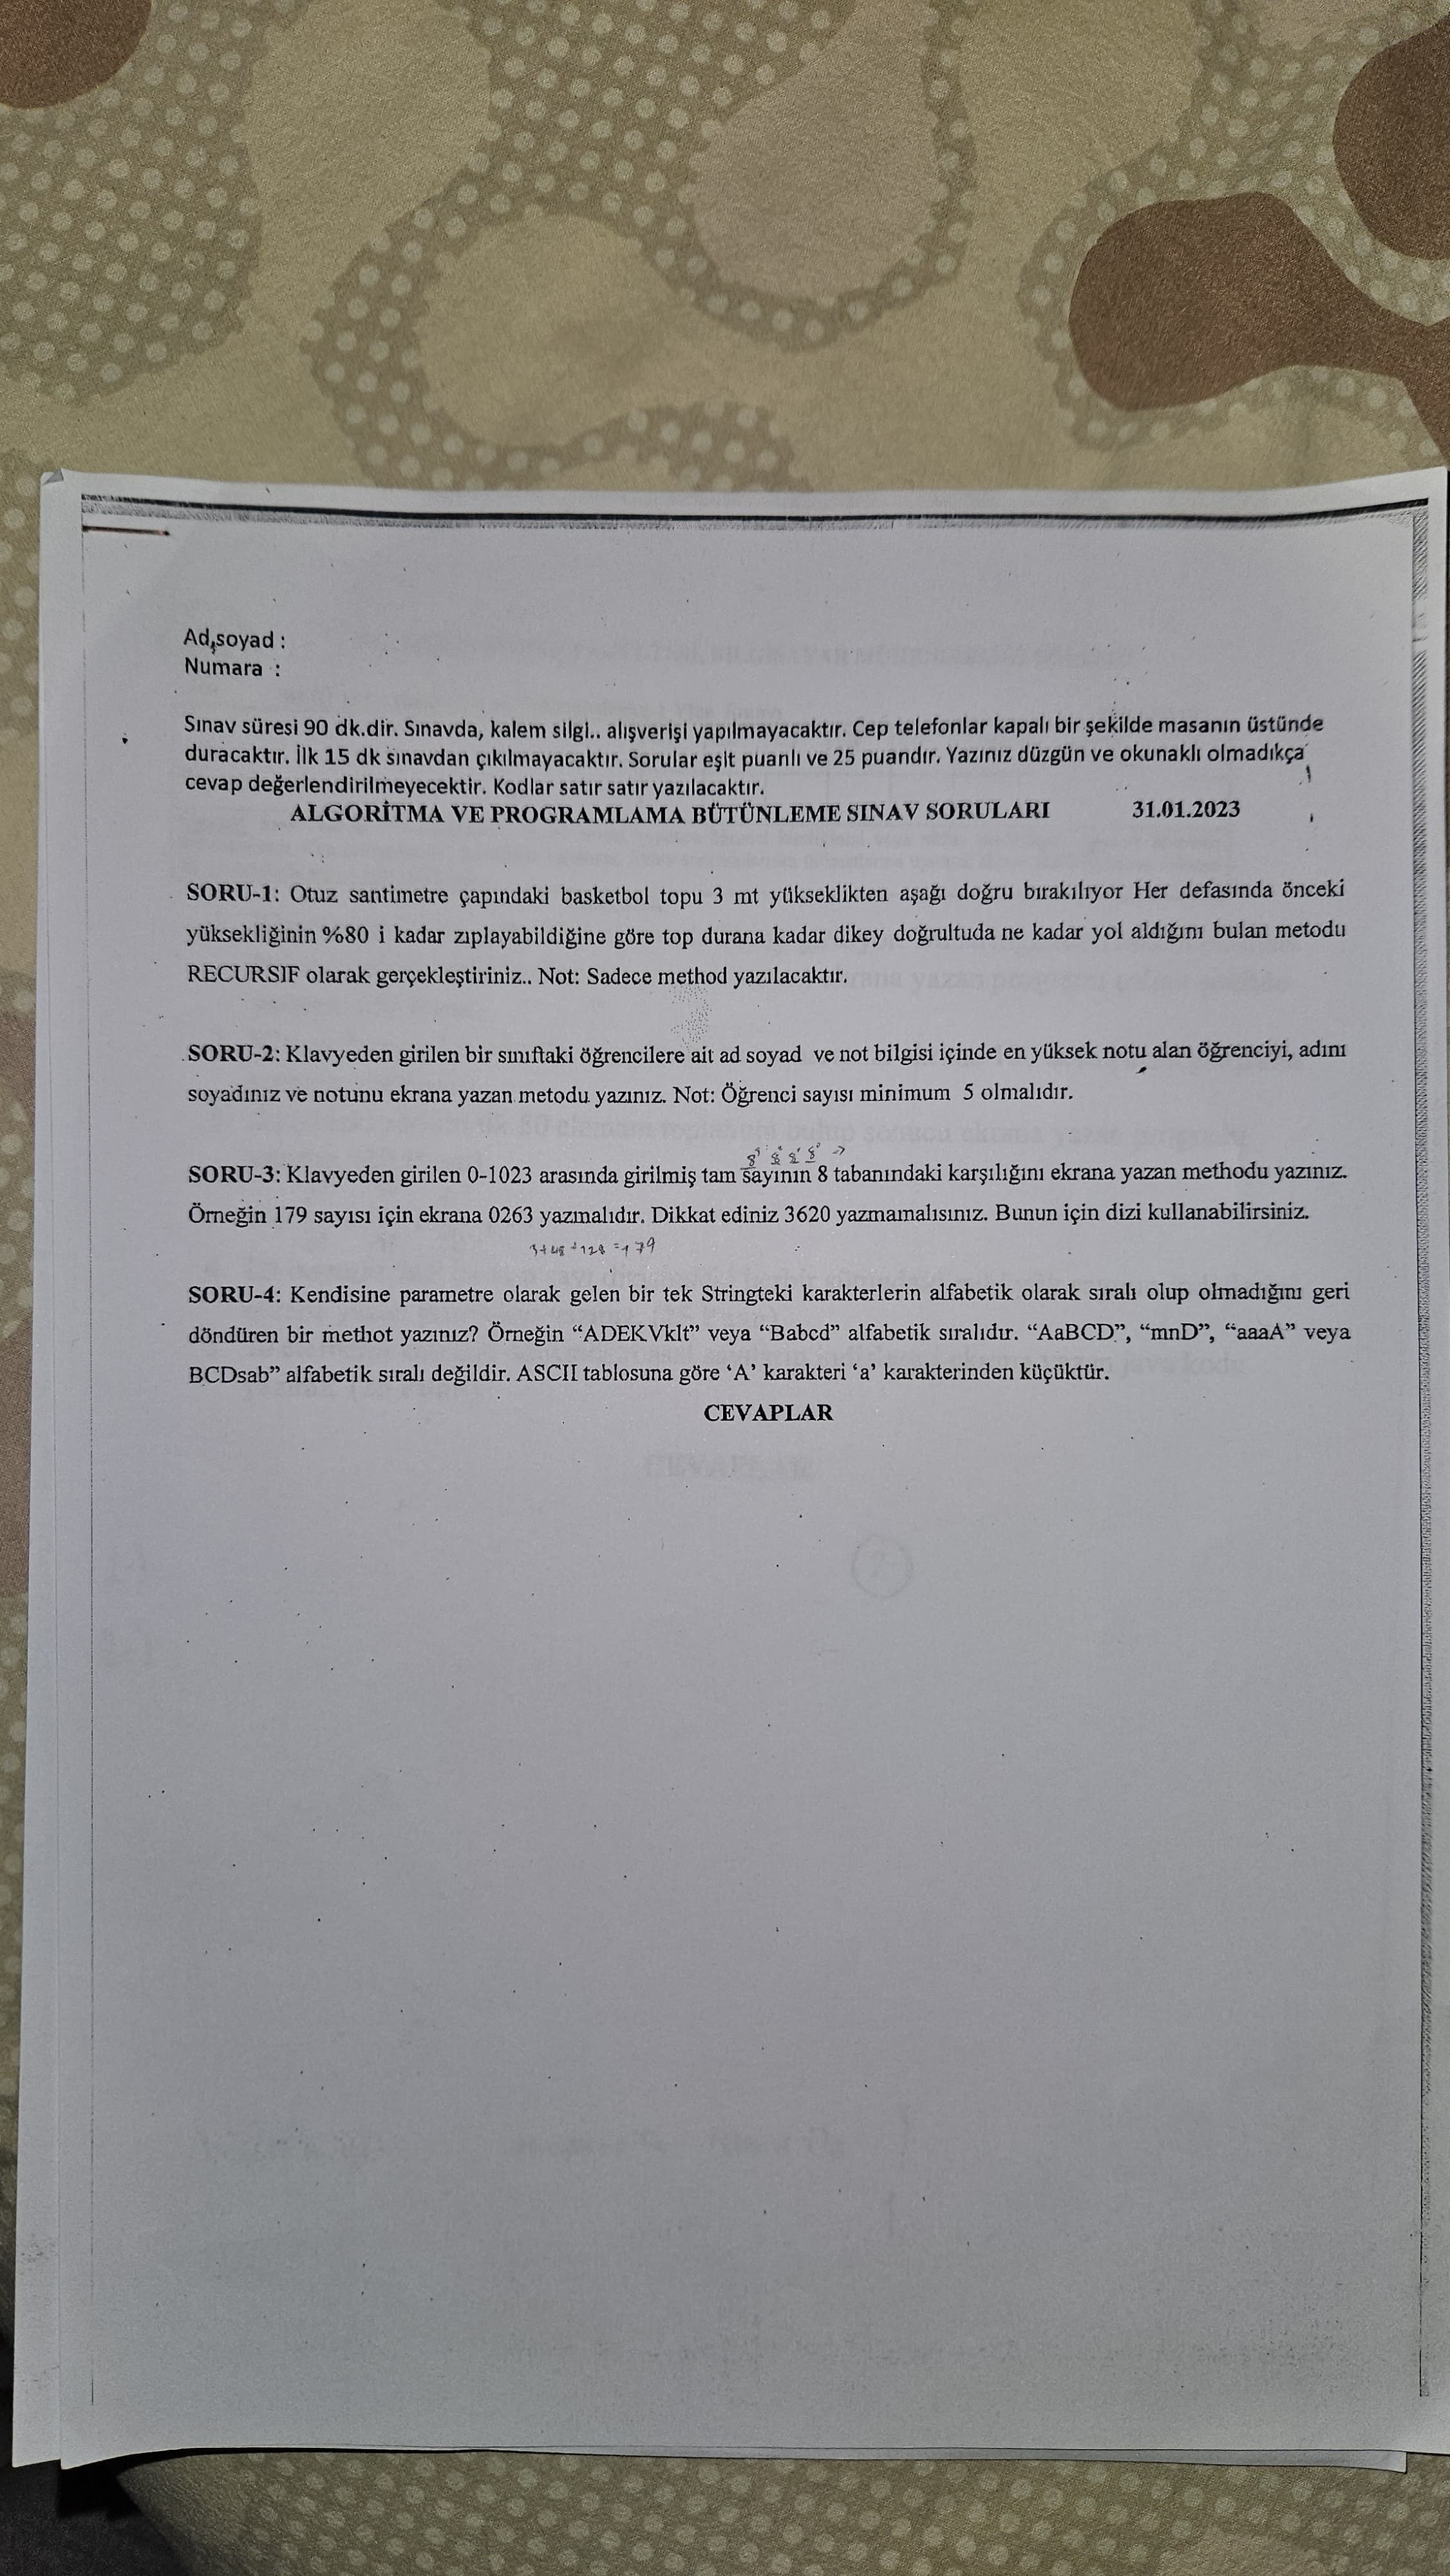 Ad,soyad :
Numara :
Sınav süresi 90 dk.dir. Sınavda, kalem silgi.. alışverişi yapılmayacaktır. Cep telefonlar kapalı bir şekilde masanın üstünde
duracaktır. İlk 15 dk sınavdan çıkılmayacaktır. Sorular eşit puanlı ve 25 puandır. Yazınız düzgün ve okunaklı olmadıkça
cevap değerlendirilmeyecektir. Kodlar satır satır yazılacaktır.
ALGORİTMA VE PROGRAMLAMA BÜTÜNLEME SINAV SORULARI 31.01.2023
SORU-1: Otuz santimetre çapındaki basketbol topu 3 mt yükseklikten aşağı doğru bırakılıyor Her defasında önceki
yüksekliğinin %80 i kadar zıplayabildiğine göre top durana kadar dikey doğrultuda ne kadar yol aldığını bulan metodu
RECURSIF olarak gerçekleştiriniz.. Not: Sadece method yazılacaktır.
SORU-2: Klavyeden girilen bir sınıftaki öğrencilere ait ad soyad ve not bilgisi içinde en yüksek notu alan öğrenciyi, adını
soyadınız ve notunu ekrana yazan metodu yazınız. Not: Öğrenci sayısı minimum 5 olmalıdır.
SORU-3: Klavyeden girilen 0-1023 arasında girilmiş tam sayının 8 tabanındaki karşılığını ekrana yazan methodu yazınız.
Örneğin 179 sayısı için ekrana 0263 yazmalıdır. Dikkat ediniz 3620 yazmamalısınız. Bunun için dizi kullanabilirsiniz.
3+48+128=179
SORU-4: Kendisine parametre olarak gelen bir tek Stringteki karakterlerin alfabetik olarak sıralı olup olmadığını geri
döndüren bir methot yazınız? Örneğin “ADEKVklt” veya “Babcd” alfabetik sıralıdır. “AaBCD”, “mnD”, “aaaA” veya
BCDsab” alfabetik sıralı değildir. ASCII tablosuna göre ‘A’ karakteri ‘a’ karakterinden küçüktür.
CEVAPLAR